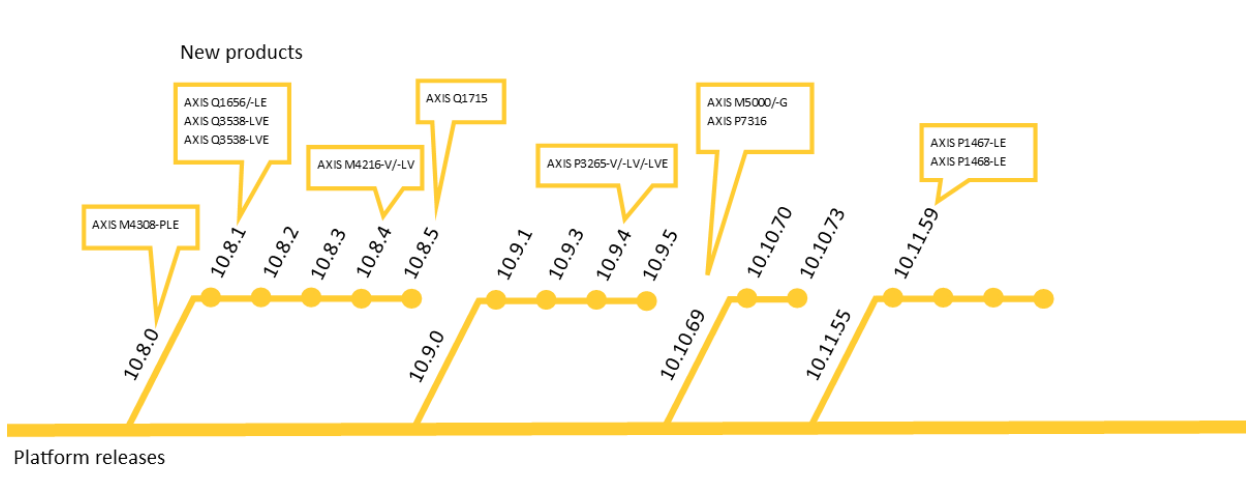 New products
AXIS Q1656/-LE
AXIS Q3538-LVE
AXIS Q3538-LVE
AXIS Q1715
AXIS M5000/-G
AXIS P7316
AXIS P1467-LE
AXIS P1468-LE
AXIS M4216-V/-LV
AXIS P3265-V/-LV/-LVE
AXIS M4308-PLE
10.8.1
10.8.2
10.8.3
10.8.4
10.8.5
10.9.1
10.9.3
10.9.4
10.9.5
10.10.70
10.10.73
10.11.59
10.8.0
10.9.0
10.10.69
10.11.55
Platform releases